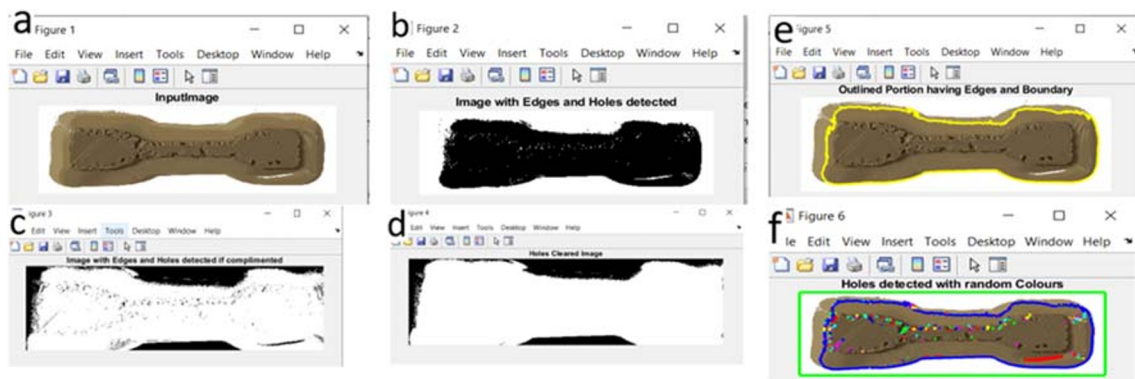 a
Figure 1
File Edit View Insert Tools Desktop Window Help
InputImage
b
Figure 2
File Edit View Insert Tools Desktop Window Help
Image with Edges and Holes detected
e
Figure 5
File Edit View Insert Tools Desktop Window Help
Outlined Portion having Edges and Boundary
c
igure 3
Edit View Insert Tools Desktop Window Help
Image with Edges and Holes detected if complimented
d
igure 4
Edit View Insert Tools Desktop Window Help
Holes Cleared Image
f
Figure 6
le Edit View Insert Tools Desktop Window Help
Holes detected with random Colours